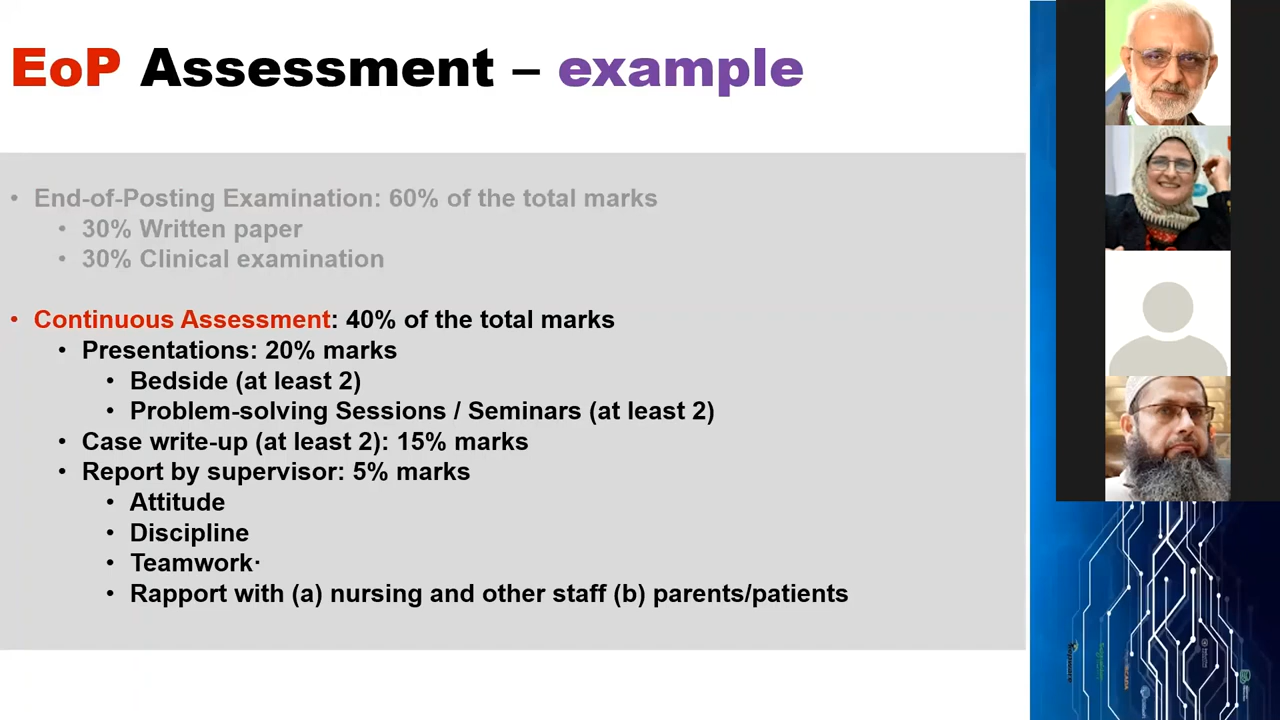 EoP Assessment – example
• End-of-Posting Examination: 60% of the total marks
• 30% Written paper
• 30% Clinical examination
• Continuous Assessment: 40% of the total marks
• Presentations: 20% marks
• Bedside (at least 2)
• Problem-solving Sessions / Seminars (at least 2)
• Case write-up (at least 2): 15% marks
• Report by supervisor: 5% marks
• Attitude
• Discipline
• Teamwork·
• Rapport with (a) nursing and other staff (b) parents/patients